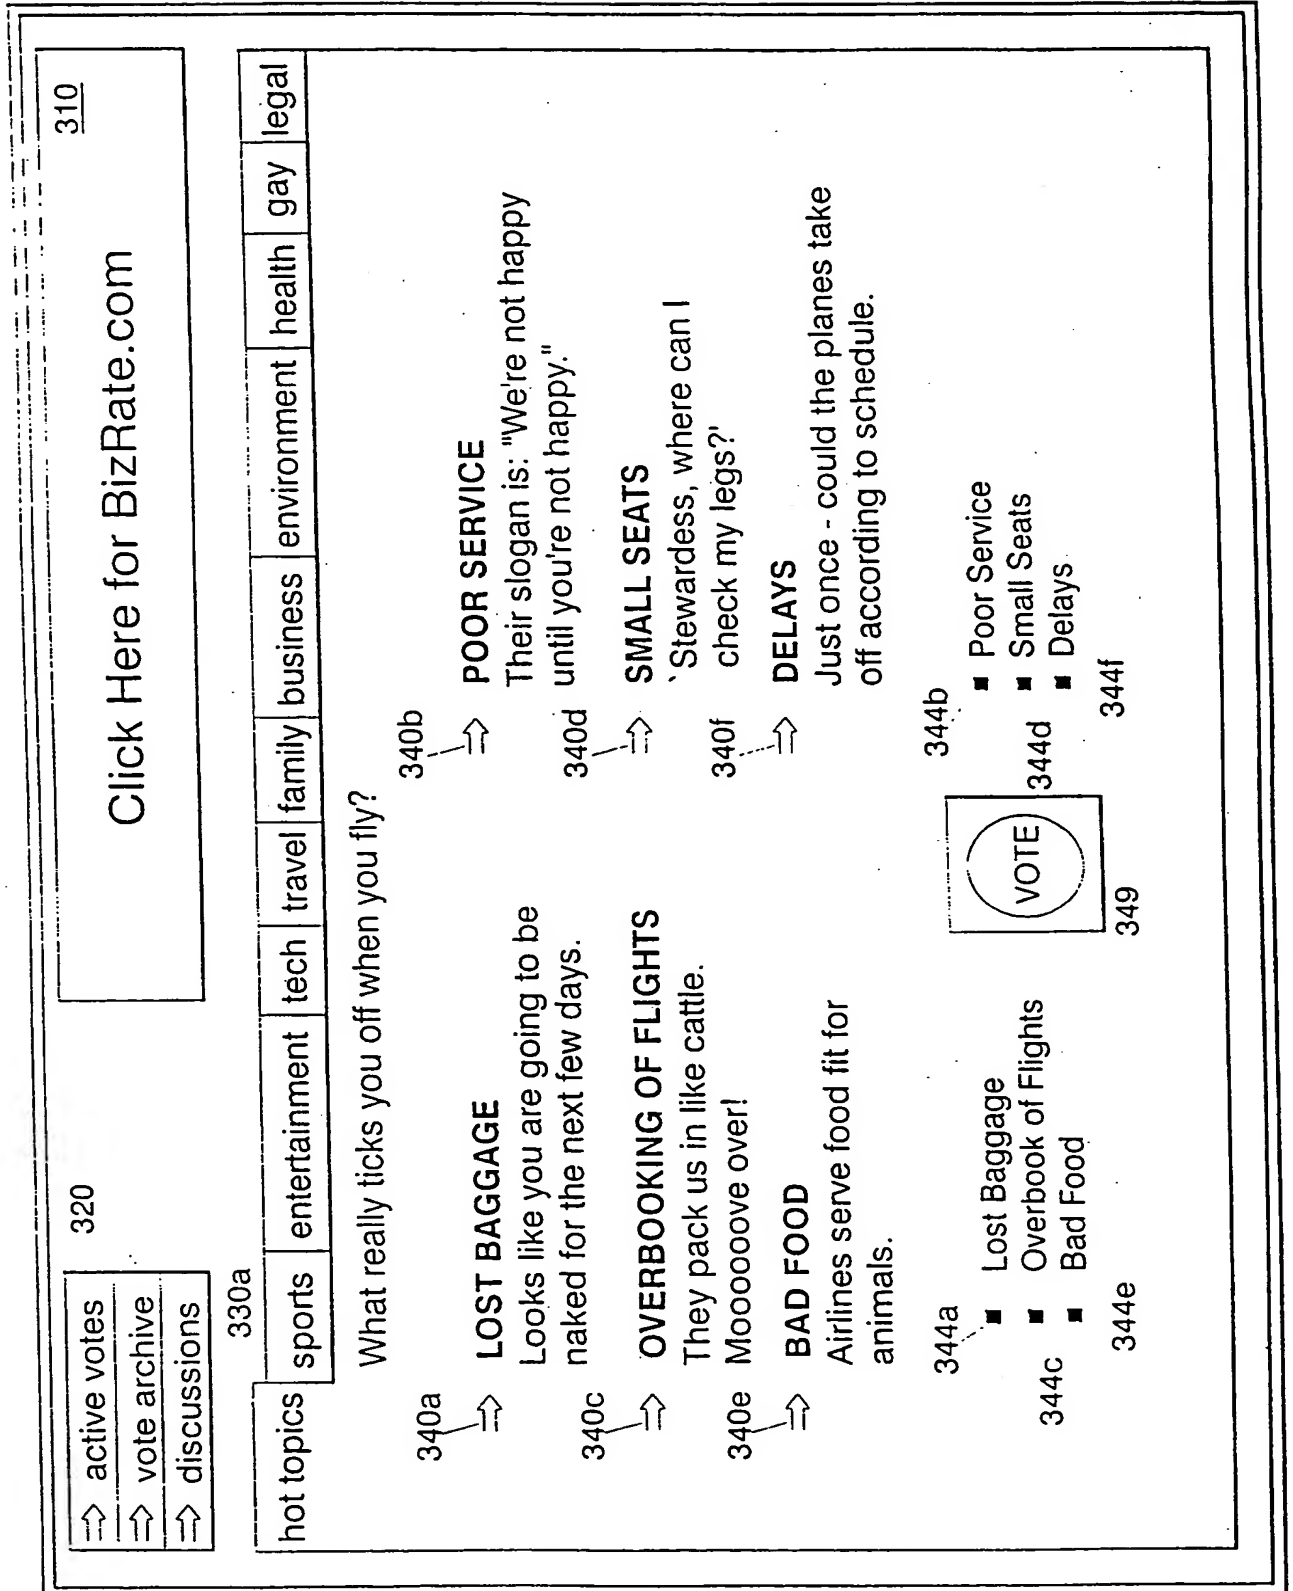 310
Click Here for BizRate.com
320
⇒ active votes
⇒ vote archive
⇒ discussions
330a
hot topics sports entertainment tech travel family business environment health gay legal
What really ticks you off when you fly?
340a
⇒ LOST BAGGAGE
Looks like you are going to be
naked for the next few days.
340b
⇒ POOR SERVICE
Their slogan is: "We're not happy
until you're not happy."
340c
⇒ OVERBOOKING OF FLIGHTS
They pack us in like cattle.
Moooooove over!
340d
⇒ SMALL SEATS
`Stewardess, where can I
check my legs?'
340e
⇒ BAD FOOD
Airlines serve food fit for
animals.
340f
⇒ DELAYS
Just once - could the planes take
off according to schedule.
344a
■ Lost Baggage
■ Overbook of Flights
■ Bad Food
344c
344e
VOTE
349
344b
■ Poor Service
■ Small Seats
■ Delays
344d
344f